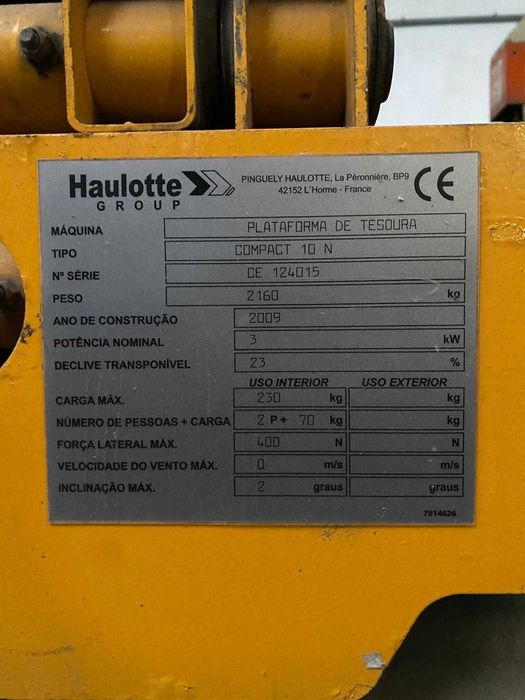 Haulotte
GROUP
PINGUELY HAULOTTE, La Péronnière, BP9
42152 L'Horme - France
CE
MÁQUINA PLATAFORMA DE TESOURA
TIPO COMPACT 10 N
Nº SÉRIE CE 124015
PESO 2160 kg
ANO DE CONSTRUÇÃO 2009
POTÊNCIA NOMINAL 3 kW
DECLIVE TRANSPONÍVEL 23 %
USO INTERIOR USO EXTERIOR
CARGA MÁX. 230 kg kg
NÚMERO DE PESSOAS + CARGA 2 P + 70 kg kg
FORÇA LATERAL MÁX. 400 N N
VELOCIDADE DO VENTO MÁX. 0 m/s m/s
INCLINAÇÃO MÁX. 2 graus graus
7814626